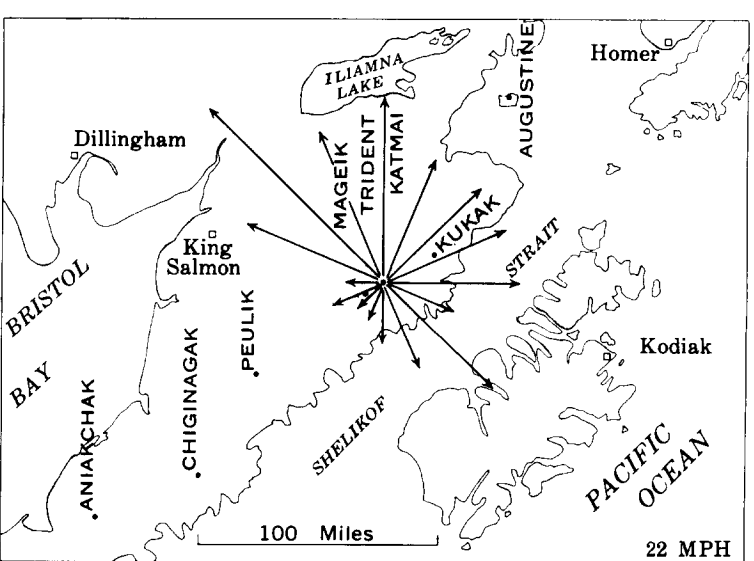 ILIAMNA
LAKE
AUGUSTINE
Homer
Dillingham
MAGEIK
TRIDENT
KATMAI
KUKAK
King
Salmon
STRAIT
BRISTOL
BAY
PEULIK
CHIGINAGAK
ANIAKCHAK
Kodiak
SHELIKOF
PACIFIC
OCEAN
100 Miles
22 MPH